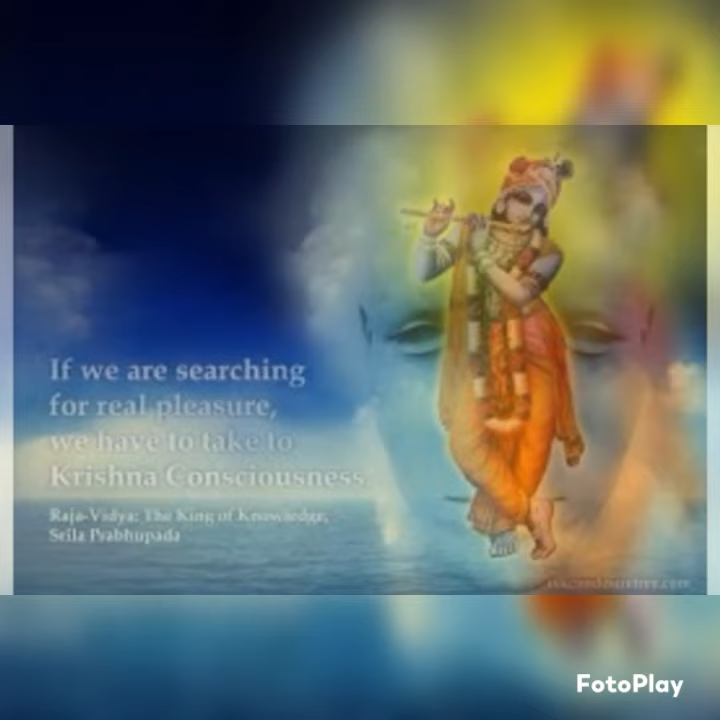 If we are searching
for real pleasure,
we have to take to
Krishna Consciousness.
Raja-Vidya: The King of Knowledge,
Srila Prabhupada
FotoPlay